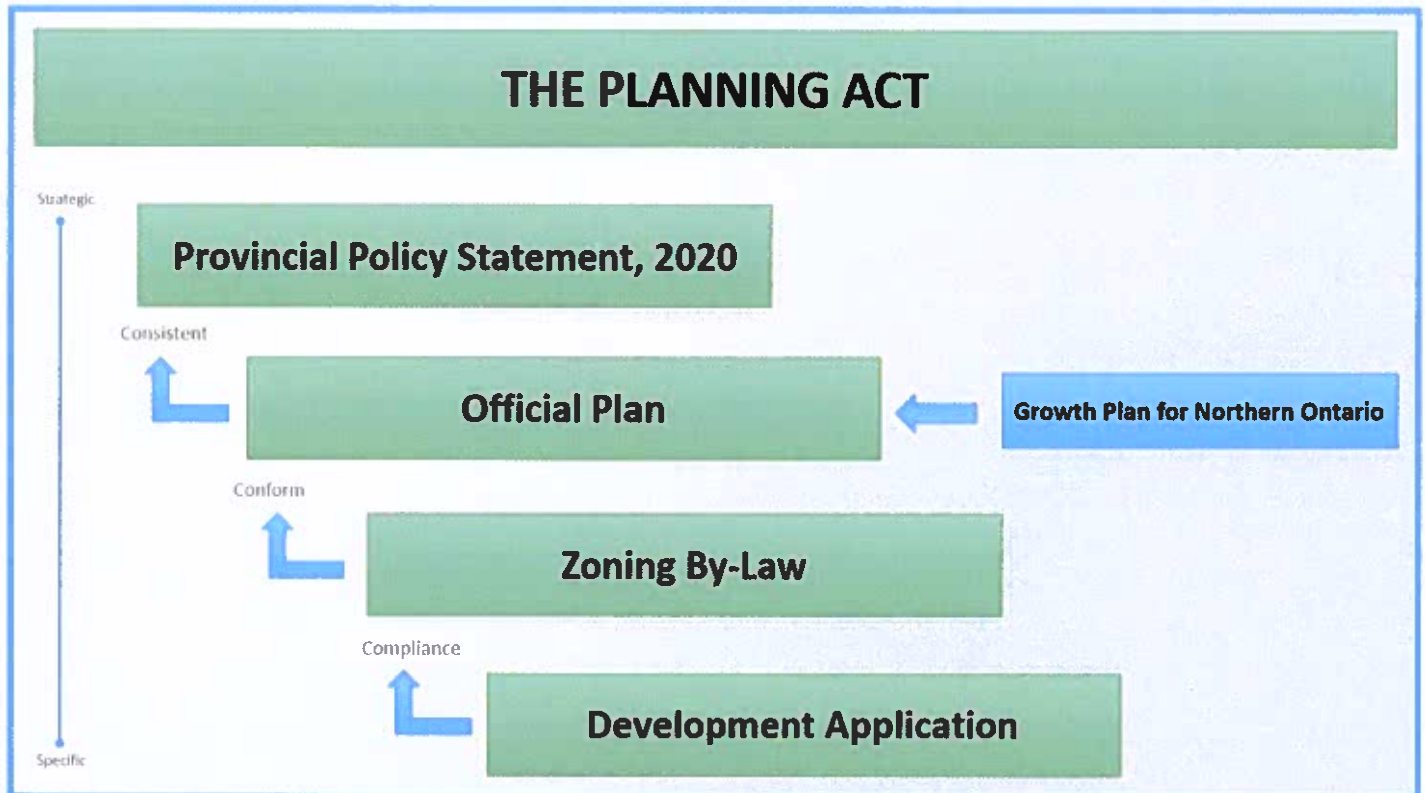 THE PLANNING ACT
Strategic
Provincial Policy Statement, 2020
Consistent
Official Plan
Growth Plan for Northern Ontario
Conform
Zoning By-Law
Compliance
Development Application
Specific